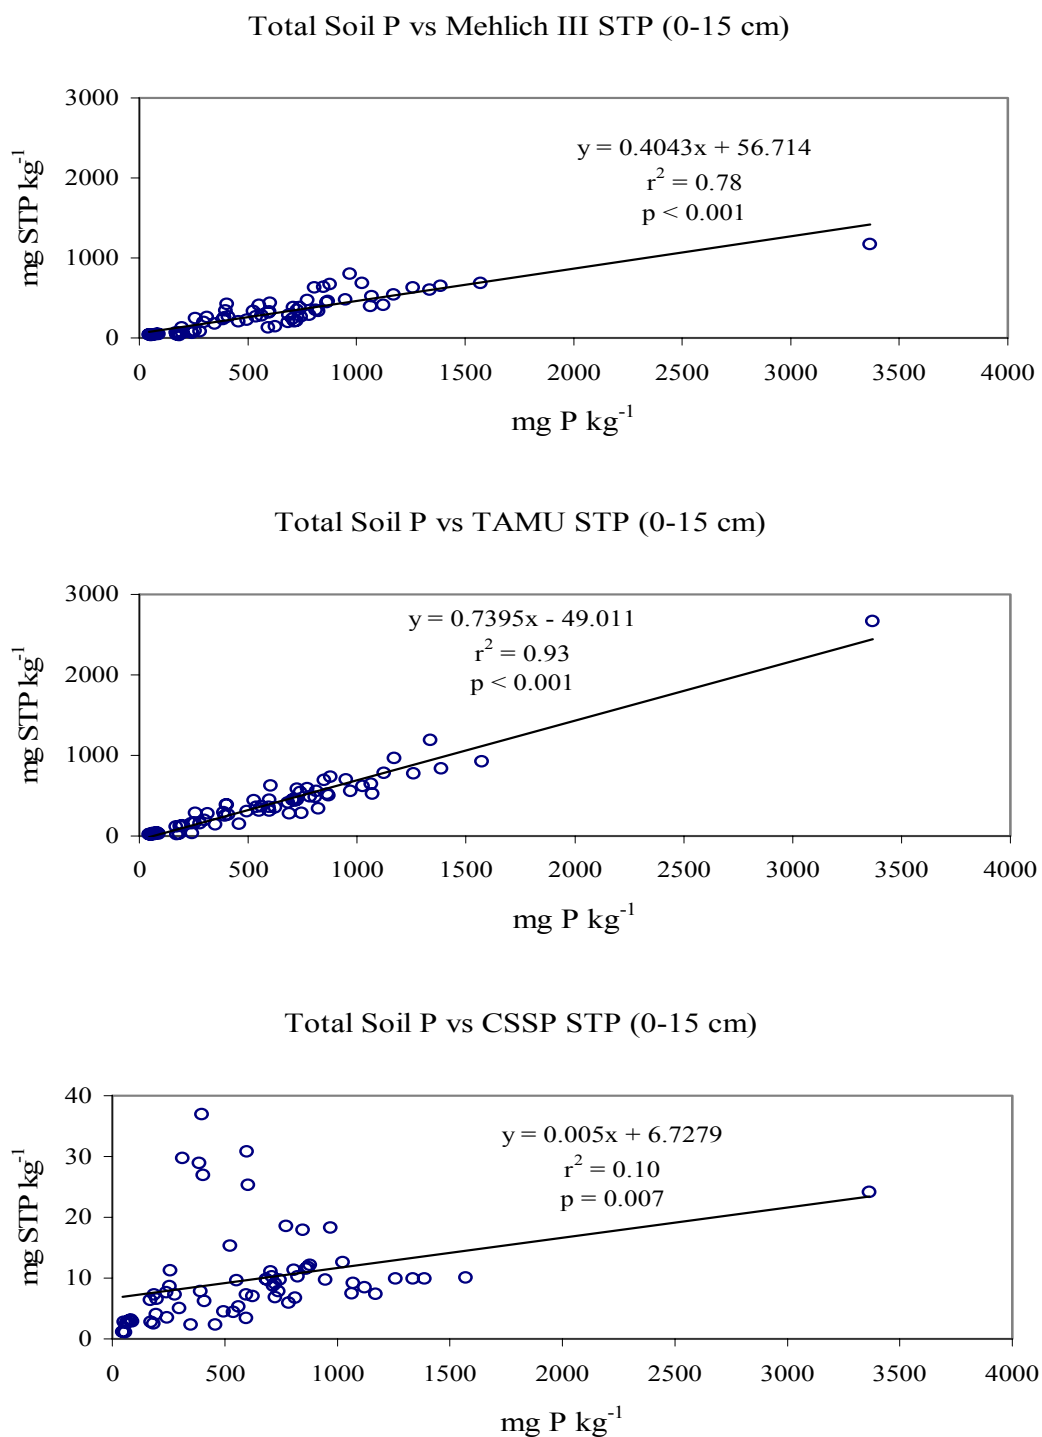 Total Soil P vs Mehlich III STP (0-15 cm)
3000
2000
1000
0
mg STP kg-1
y = 0.4043x + 56.714
r2 = 0.78
p < 0.001
0 500 1000 1500 2000 2500 3000 3500 4000
mg P kg-1
Total Soil P vs TAMU STP (0-15 cm)
3000
2000
1000
0
mg STP kg-1
y = 0.7395x - 49.011
r2 = 0.93
p < 0.001
0 500 1000 1500 2000 2500 3000 3500 4000
mg P kg-1
Total Soil P vs CSSP STP (0-15 cm)
40
30
20
10
0
mg STP kg-1
y = 0.005x + 6.7279
r2 = 0.10
p = 0.007
0 500 1000 1500 2000 2500 3000 3500 4000
mg P kg-1